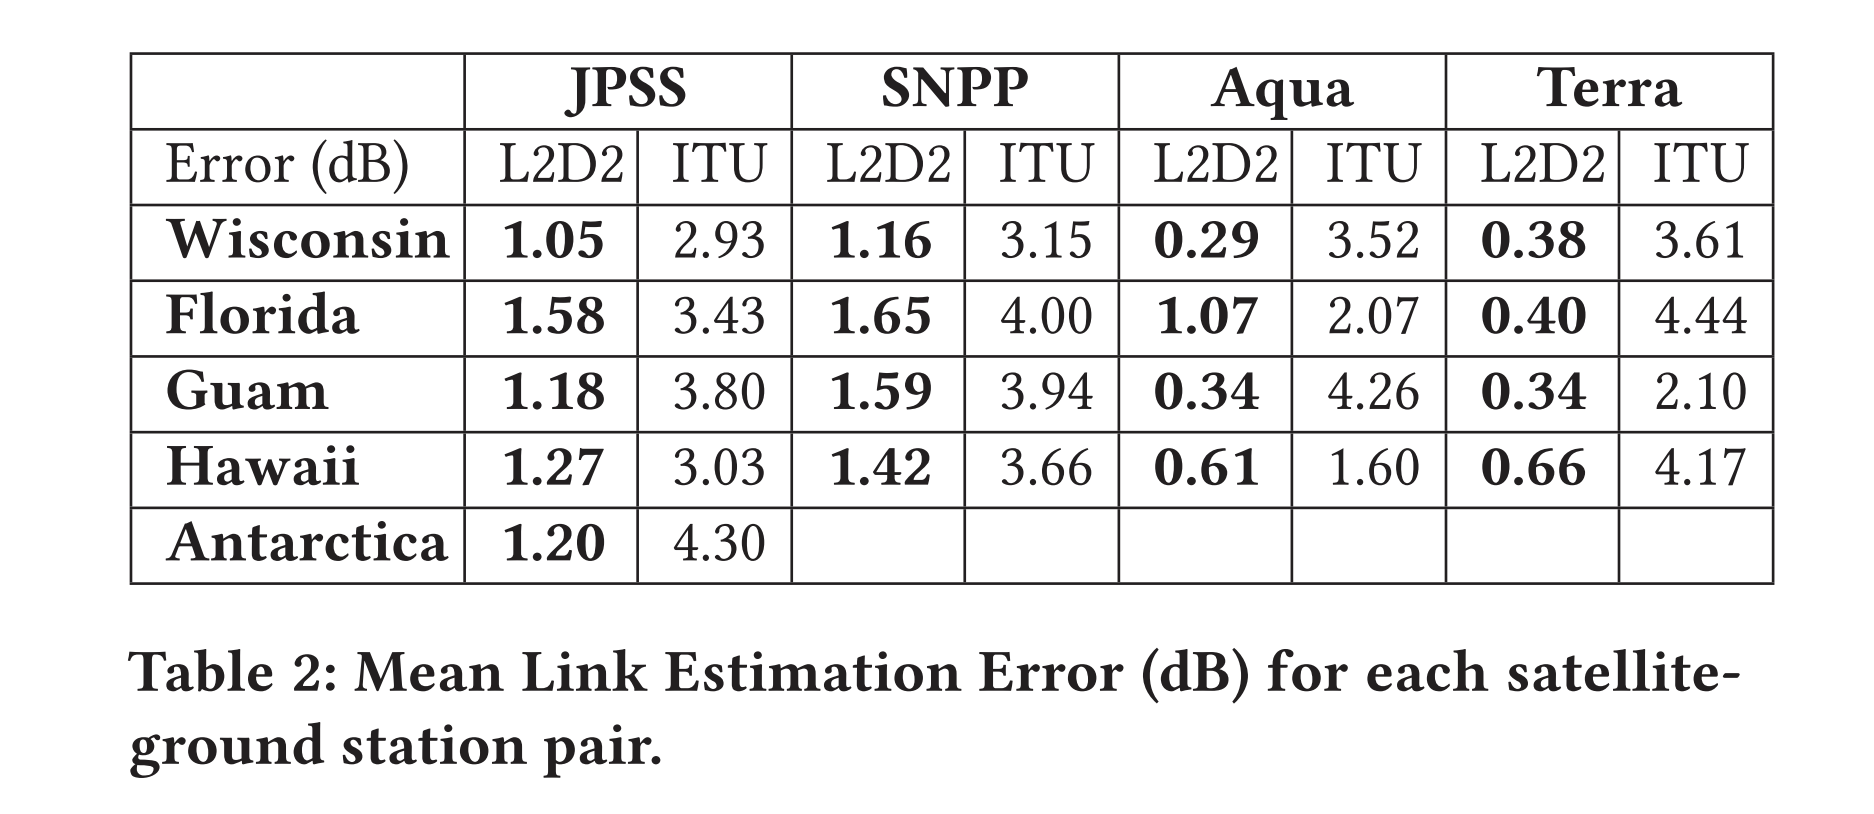 JPSS SNPP Aqua Terra
Error (dB) L2D2 ITU L2D2 ITU L2D2 ITU L2D2 ITU
Wisconsin 1.05 2.93 1.16 3.15 0.29 3.52 0.38 3.61
Florida 1.58 3.43 1.65 4.00 1.07 2.07 0.40 4.44
Guam 1.18 3.80 1.59 3.94 0.34 4.26 0.34 2.10
Hawaii 1.27 3.03 1.42 3.66 0.61 1.60 0.66 4.17
Antarctica 1.20 4.30
Table 2: Mean Link Estimation Error (dB) for each satellite-
ground station pair.